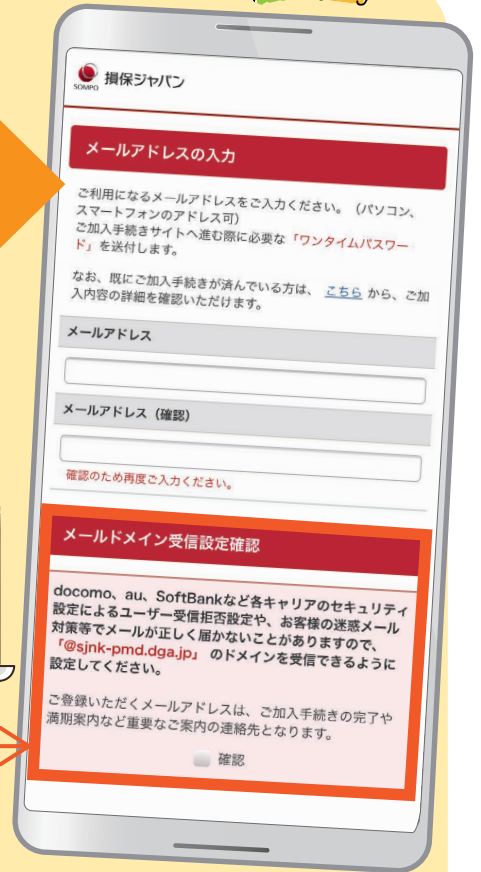 SOMPO
損保ジャパン
メールアドレスの入力
ご利用になるメールアドレスをご入力ください。（パソコン、
スマートフォンのアドレス可）
ご加入手続きサイトへ進む際に必要な「ワンタイムパスワー
ド」を送付します。
なお、既にご加入手続きが済んでいる方は、 こちら から、ご加
入内容の詳細を確認いただけます。
メールアドレス
メールアドレス（確認）
確認のため再度ご入力ください。
メールドメイン受信設定確認
docomo、au、SoftBankなど各キャリアのセキュリティ
設定によるユーザー受信拒否設定や、お客様の迷惑メール
対策等でメールが正しく届かないことがありますので、
「@sjnk-pmd.dga.jp」 のドメインを受信できるように
設定してください。
ご登録いただくメールアドレスは、ご加入手続きの完了や
満期案内など重要なご案内の連絡先となります。
確認